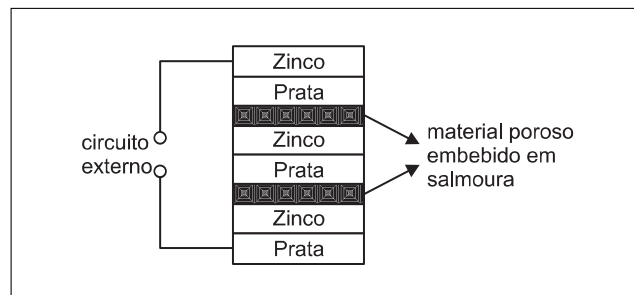 Zinco
Prata
Zinco
Prata
Zinco
Prata
circuito
externo
material poroso
embebido em
salmoura